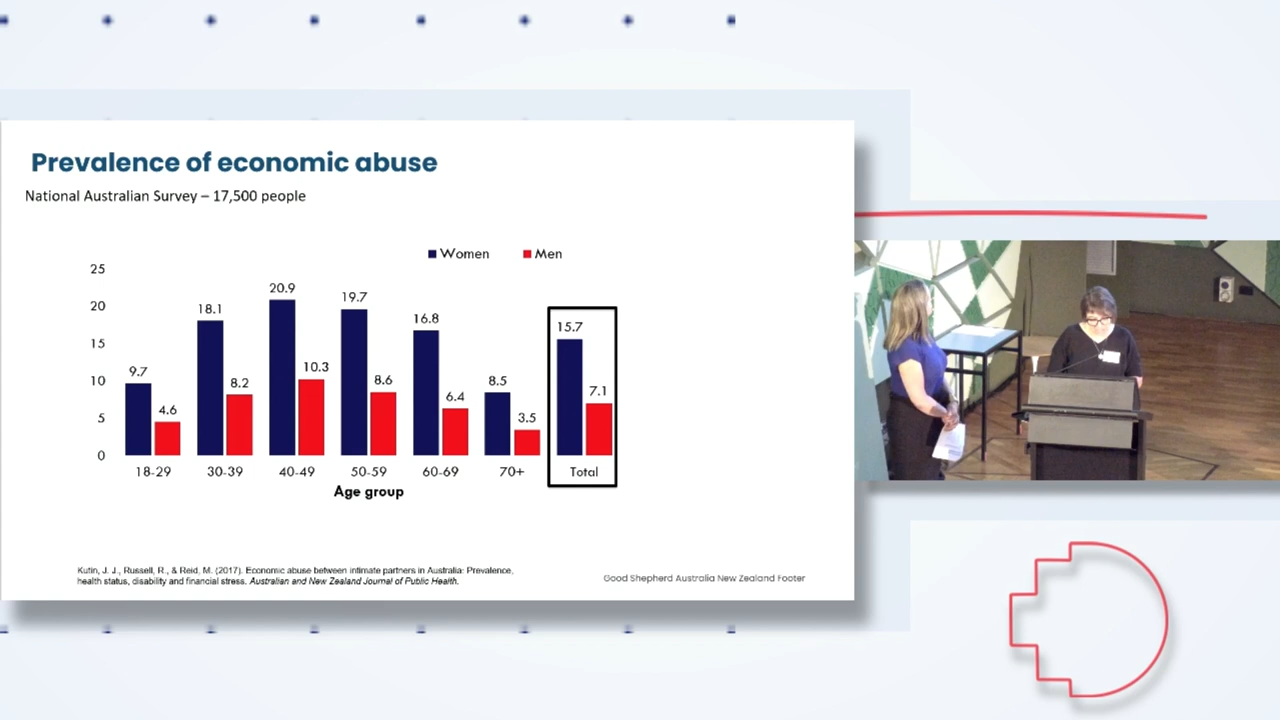 Prevalence of economic abuse
National Australian Survey – 17,500 people
Women Men
25
20
15
10
5
0
9.7
4.6
18.1
8.2
20.9
10.3
19.7
8.6
16.8
6.4
8.5
3.5
15.7
7.1
18-29 30-39 40-49 50-59 60-69 70+ Total
Age group
Kutin, J. J., Russell, R., & Reid, M. (2017). Economic abuse between intimate partners in Australia: Prevalence,
health status, disability and financial stress. Australian and New Zealand Journal of Public Health.
Good Shepherd Australia New Zealand Footer